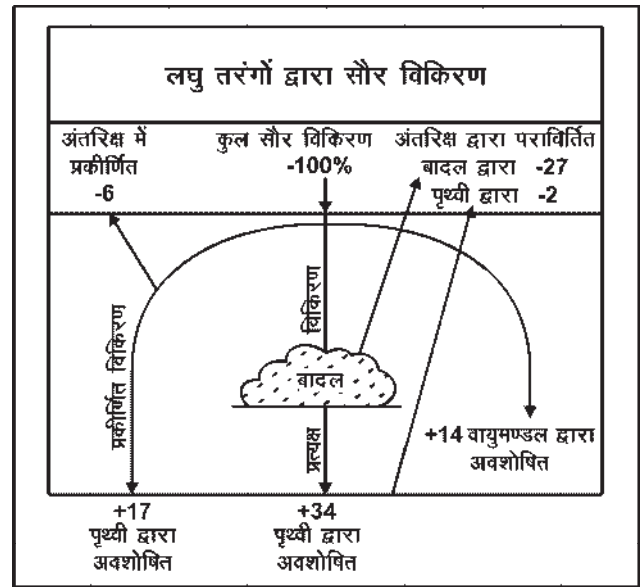 लघु तरंगों द्वारा सौर विकिरण
अंतरिक्ष में
प्रकीर्णित
-6
कुल सौर विकिरण
-100%
अंतरिक्ष द्वारा परावर्तित
बादल द्वारा -27
पृथ्वी द्वारा -2
प्रकीर्णित विकिरण
विकिरण
बादल
प्रत्यक्ष
+14 वायुमण्डल द्वारा
अवशोषित
+17
पृथ्वी द्वारा
अवशोषित
+34
पृथ्वी द्वारा
अवशोषित